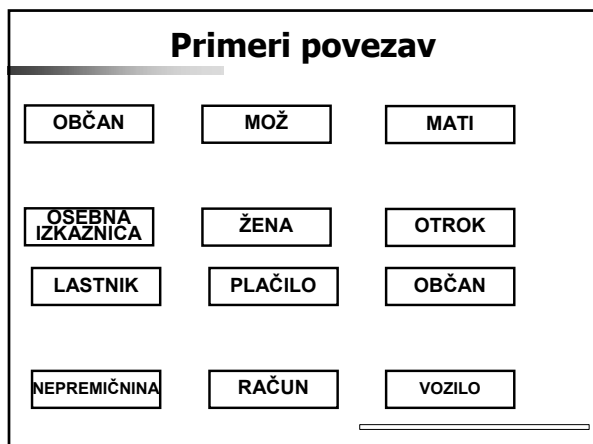 Primeri povezav
OBČAN
MOŽ
MATI
OSEBNA
IZKAZNICA
ŽENA
OTROK
LASTNIK
PLAČILO
OBČAN
NEPREMIČNINA
RAČUN
VOZILO